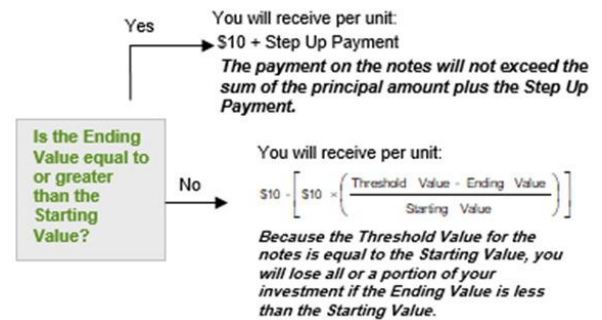 Yes
You will receive per unit:
$10 + Step Up Payment
The payment on the notes will not exceed the
sum of the principal amount plus the Step Up
Payment.
Is the Ending
Value equal to
or greater
than the
Starting
Value?
No
You will receive per unit:
$10 - [ $10 × ( Threshold Value - Ending Value
Starting Value ) ]
Because the Threshold Value for the
notes is equal to the Starting Value, you
will lose all or a portion of your
investment if the Ending Value is less
than the Starting Value.